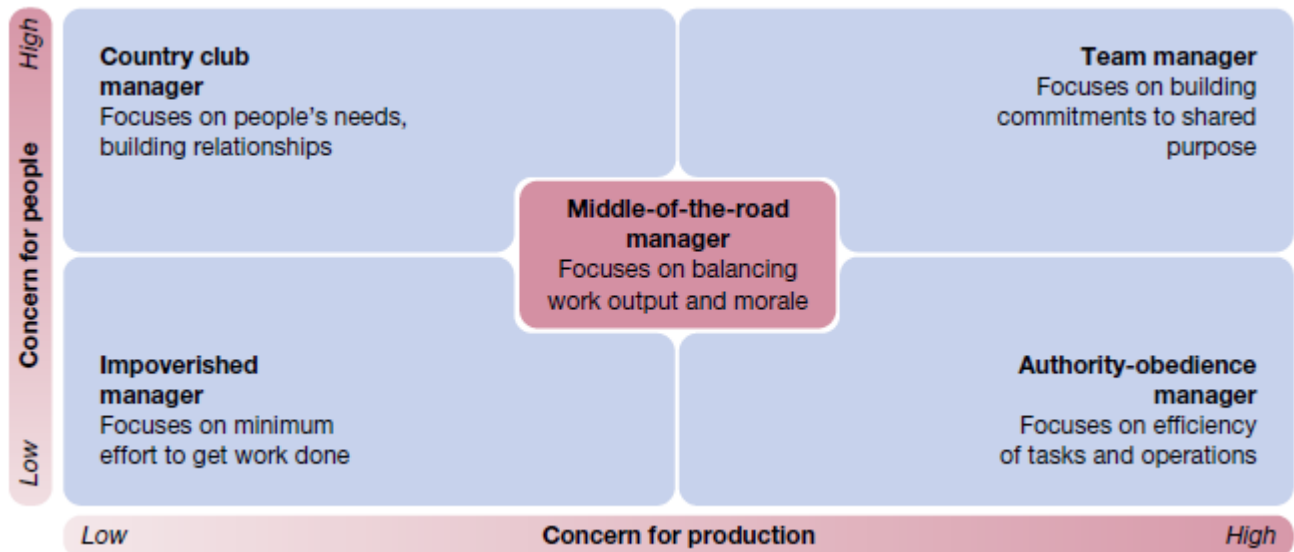 High
Concern for people
Low
Country club
manager
Focuses on people's needs,
building relationships
Team manager
Focuses on building
commitments to shared
purpose
Middle-of-the-road
manager
Focuses on balancing
work output and morale
Impoverished
manager
Focuses on minimum
effort to get work done
Authority-obedience
manager
Focuses on efficiency
of tasks and operations
Low
Concern for production
High